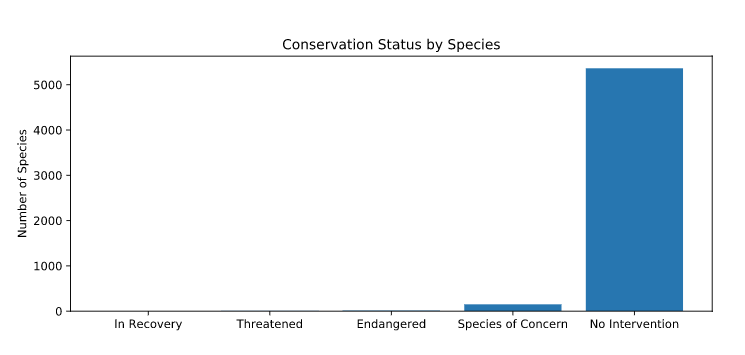 Conservation Status by Species
Number of Species
5000
4000
3000
2000
1000
0
In Recovery Threatened Endangered Species of Concern No Intervention